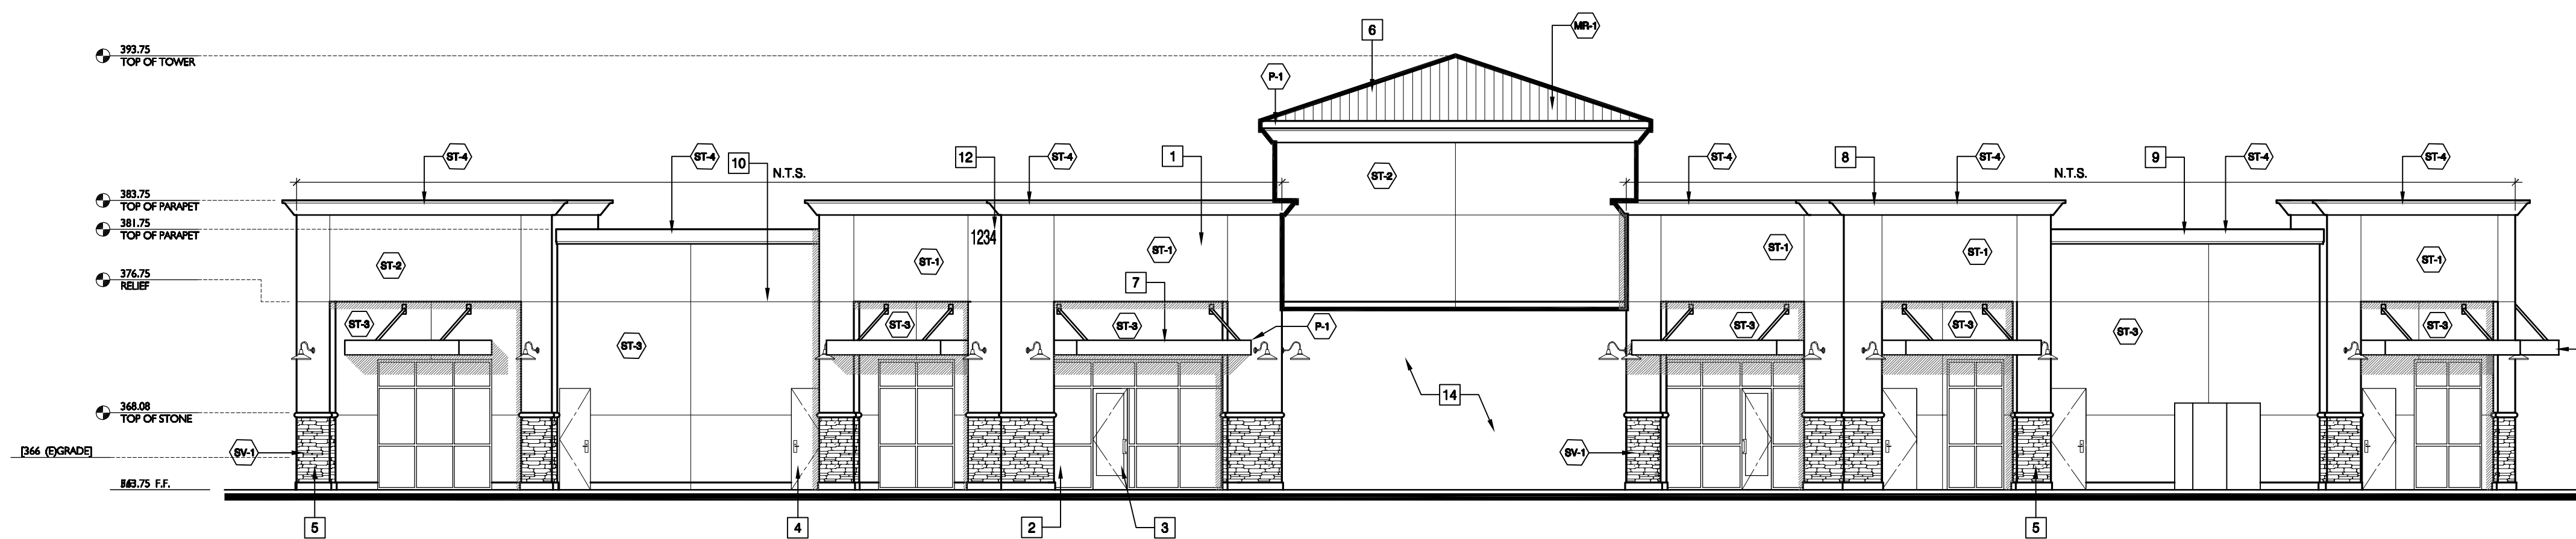 6
MR-1
393.75
TOP OF TOWER
P-1
ST-4
ST-4
10
12
ST-4
1
ST-4
8
ST-4
9
ST-4
ST-4
N.T.S.
ST-2
N.T.S.
383.75
TOP OF PARAPET
381.75
TOP OF PARAPET
1234
ST-2
ST-1
ST-1
ST-1
ST-1
ST-1
376.75
RELIEF
7
ST-3
ST-3
ST-3
ST-3
P-1
ST-3
ST-3
ST-3
ST-3
14
368.08
TOP OF STONE
[366 (E)GRADE]
SV-1
SV-1
F.F.
5
4
2
3
5